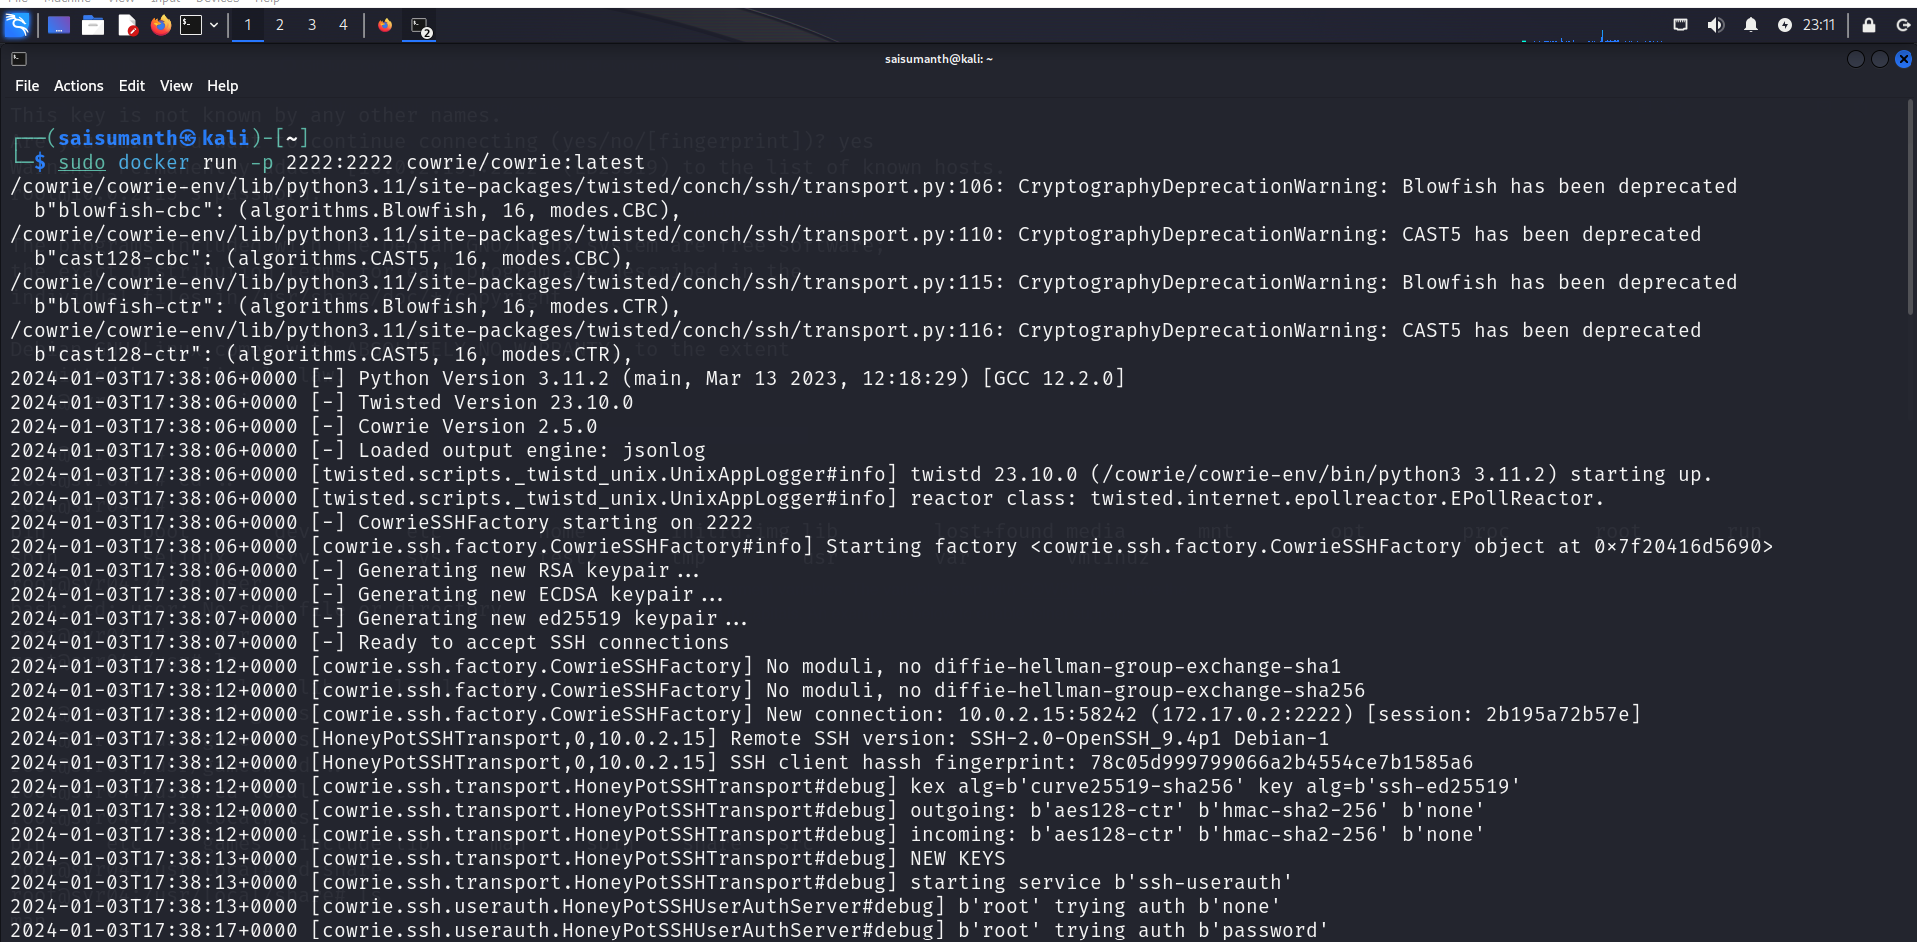 File Machine View Input Devices Help
1 2 3 4 2 23:11
saisumanth@kali: ~
File Actions Edit View Help
This key is not known by any other names.
┌──(saisumanth㉿kali)-[~]
└─$ sudo docker run -p 2222:2222 cowrie/cowrie:latest
/cowrie/cowrie-env/lib/python3.11/site-packages/twisted/conch/ssh/transport.py:106: CryptographyDeprecationWarning: Blowfish has been deprecated
  b"blowfish-cbc": (algorithms.Blowfish, 16, modes.CBC),
/cowrie/cowrie-env/lib/python3.11/site-packages/twisted/conch/ssh/transport.py:110: CryptographyDeprecationWarning: CAST5 has been deprecated
  b"cast128-cbc": (algorithms.CAST5, 16, modes.CBC),
/cowrie/cowrie-env/lib/python3.11/site-packages/twisted/conch/ssh/transport.py:115: CryptographyDeprecationWarning: Blowfish has been deprecated
  b"blowfish-ctr": (algorithms.Blowfish, 16, modes.CTR),
/cowrie/cowrie-env/lib/python3.11/site-packages/twisted/conch/ssh/transport.py:116: CryptographyDeprecationWarning: CAST5 has been deprecated
  b"cast128-ctr": (algorithms.CAST5, 16, modes.CTR),
2024-01-03T17:38:06+0000 [-] Python Version 3.11.2 (main, Mar 13 2023, 12:18:29) [GCC 12.2.0]
2024-01-03T17:38:06+0000 [-] Twisted Version 23.10.0
2024-01-03T17:38:06+0000 [-] Cowrie Version 2.5.0
2024-01-03T17:38:06+0000 [-] Loaded output engine: jsonlog
2024-01-03T17:38:06+0000 [twisted.scripts._twistd_unix.UnixAppLogger#info] twistd 23.10.0 (/cowrie/cowrie-env/bin/python3 3.11.2) starting up.
2024-01-03T17:38:06+0000 [twisted.scripts._twistd_unix.UnixAppLogger#info] reactor class: twisted.internet.epollreactor.EPollReactor.
2024-01-03T17:38:06+0000 [-] CowrieSSHFactory starting on 2222
2024-01-03T17:38:06+0000 [cowrie.ssh.factory.CowrieSSHFactory#info] Starting factory <cowrie.ssh.factory.CowrieSSHFactory object at 0x7f20416d5690>
2024-01-03T17:38:06+0000 [-] Generating new RSA keypair...
2024-01-03T17:38:07+0000 [-] Generating new ECDSA keypair...
2024-01-03T17:38:07+0000 [-] Generating new ed25519 keypair...
2024-01-03T17:38:07+0000 [-] Ready to accept SSH connections
2024-01-03T17:38:12+0000 [cowrie.ssh.factory.CowrieSSHFactory] No moduli, no diffie-hellman-group-exchange-sha1
2024-01-03T17:38:12+0000 [cowrie.ssh.factory.CowrieSSHFactory] No moduli, no diffie-hellman-group-exchange-sha256
2024-01-03T17:38:12+0000 [cowrie.ssh.factory.CowrieSSHFactory] New connection: 10.0.2.15:58242 (172.17.0.2:2222) [session: 2b195a72b57e]
2024-01-03T17:38:12+0000 [HoneyPotSSHTransport,0,10.0.2.15] Remote SSH version: SSH-2.0-OpenSSH_9.4p1 Debian-1
2024-01-03T17:38:12+0000 [HoneyPotSSHTransport,0,10.0.2.15] SSH client hassh fingerprint: 78c05d999799066a2b4554ce7b1585a6
2024-01-03T17:38:12+0000 [cowrie.ssh.transport.HoneyPotSSHTransport#debug] kex alg=b'curve25519-sha256' key alg=b'ssh-ed25519'
2024-01-03T17:38:12+0000 [cowrie.ssh.transport.HoneyPotSSHTransport#debug] outgoing: b'aes128-ctr' b'hmac-sha2-256' b'none'
2024-01-03T17:38:12+0000 [cowrie.ssh.transport.HoneyPotSSHTransport#debug] incoming: b'aes128-ctr' b'hmac-sha2-256' b'none'
2024-01-03T17:38:13+0000 [cowrie.ssh.transport.HoneyPotSSHTransport#debug] NEW KEYS
2024-01-03T17:38:13+0000 [cowrie.ssh.transport.HoneyPotSSHTransport#debug] starting service b'ssh-userauth'
2024-01-03T17:38:13+0000 [cowrie.ssh.userauth.HoneyPotSSHUserAuthServer#debug] b'root' trying auth b'none'
2024-01-03T17:38:17+0000 [cowrie.ssh.userauth.HoneyPotSSHUserAuthServer#debug] b'root' trying auth b'password'